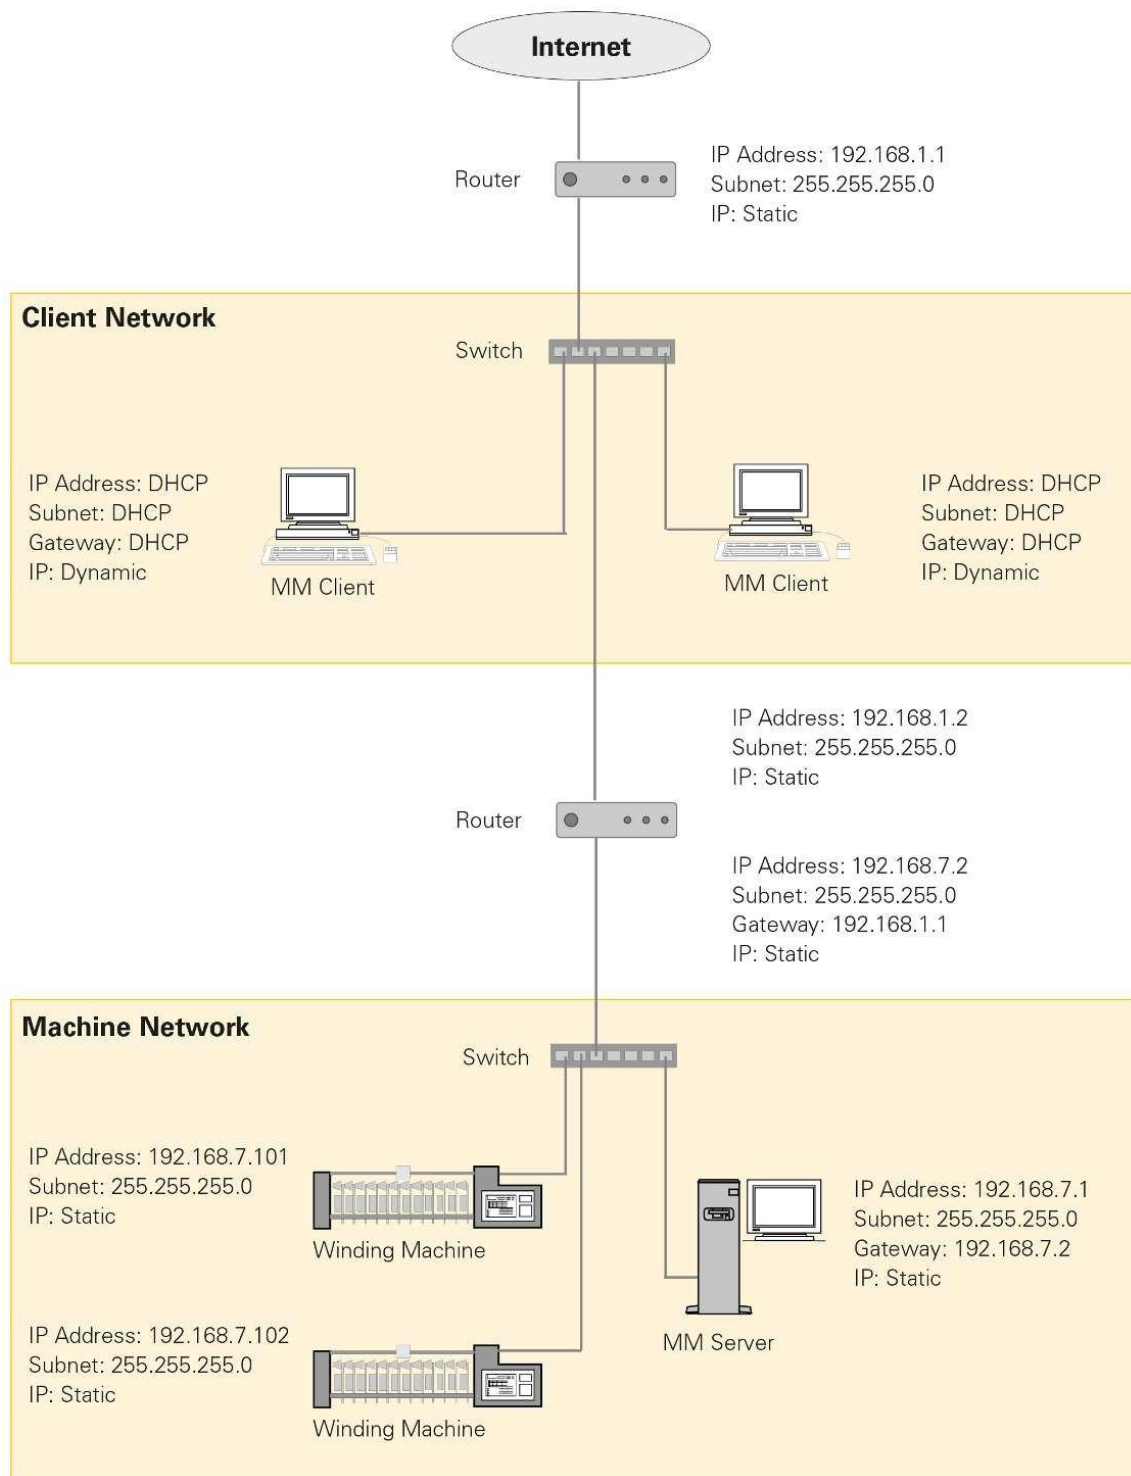 Internet
Router
IP Address: 192.168.1.1
Subnet: 255.255.255.0
IP: Static
Client Network
Switch
IP Address: DHCP
Subnet: DHCP
Gateway: DHCP
IP: Dynamic
MM Client
IP Address: DHCP
Subnet: DHCP
Gateway: DHCP
IP: Dynamic
MM Client
IP Address: 192.168.1.2
Subnet: 255.255.255.0
IP: Static
Router
IP Address: 192.168.7.2
Subnet: 255.255.255.0
Gateway: 192.168.1.1
IP: Static
Machine Network
Switch
IP Address: 192.168.7.101
Subnet: 255.255.255.0
IP: Static
Winding Machine
IP Address: 192.168.7.1
Subnet: 255.255.255.0
Gateway: 192.168.7.2
IP: Static
MM Server
IP Address: 192.168.7.102
Subnet: 255.255.255.0
IP: Static
Winding Machine